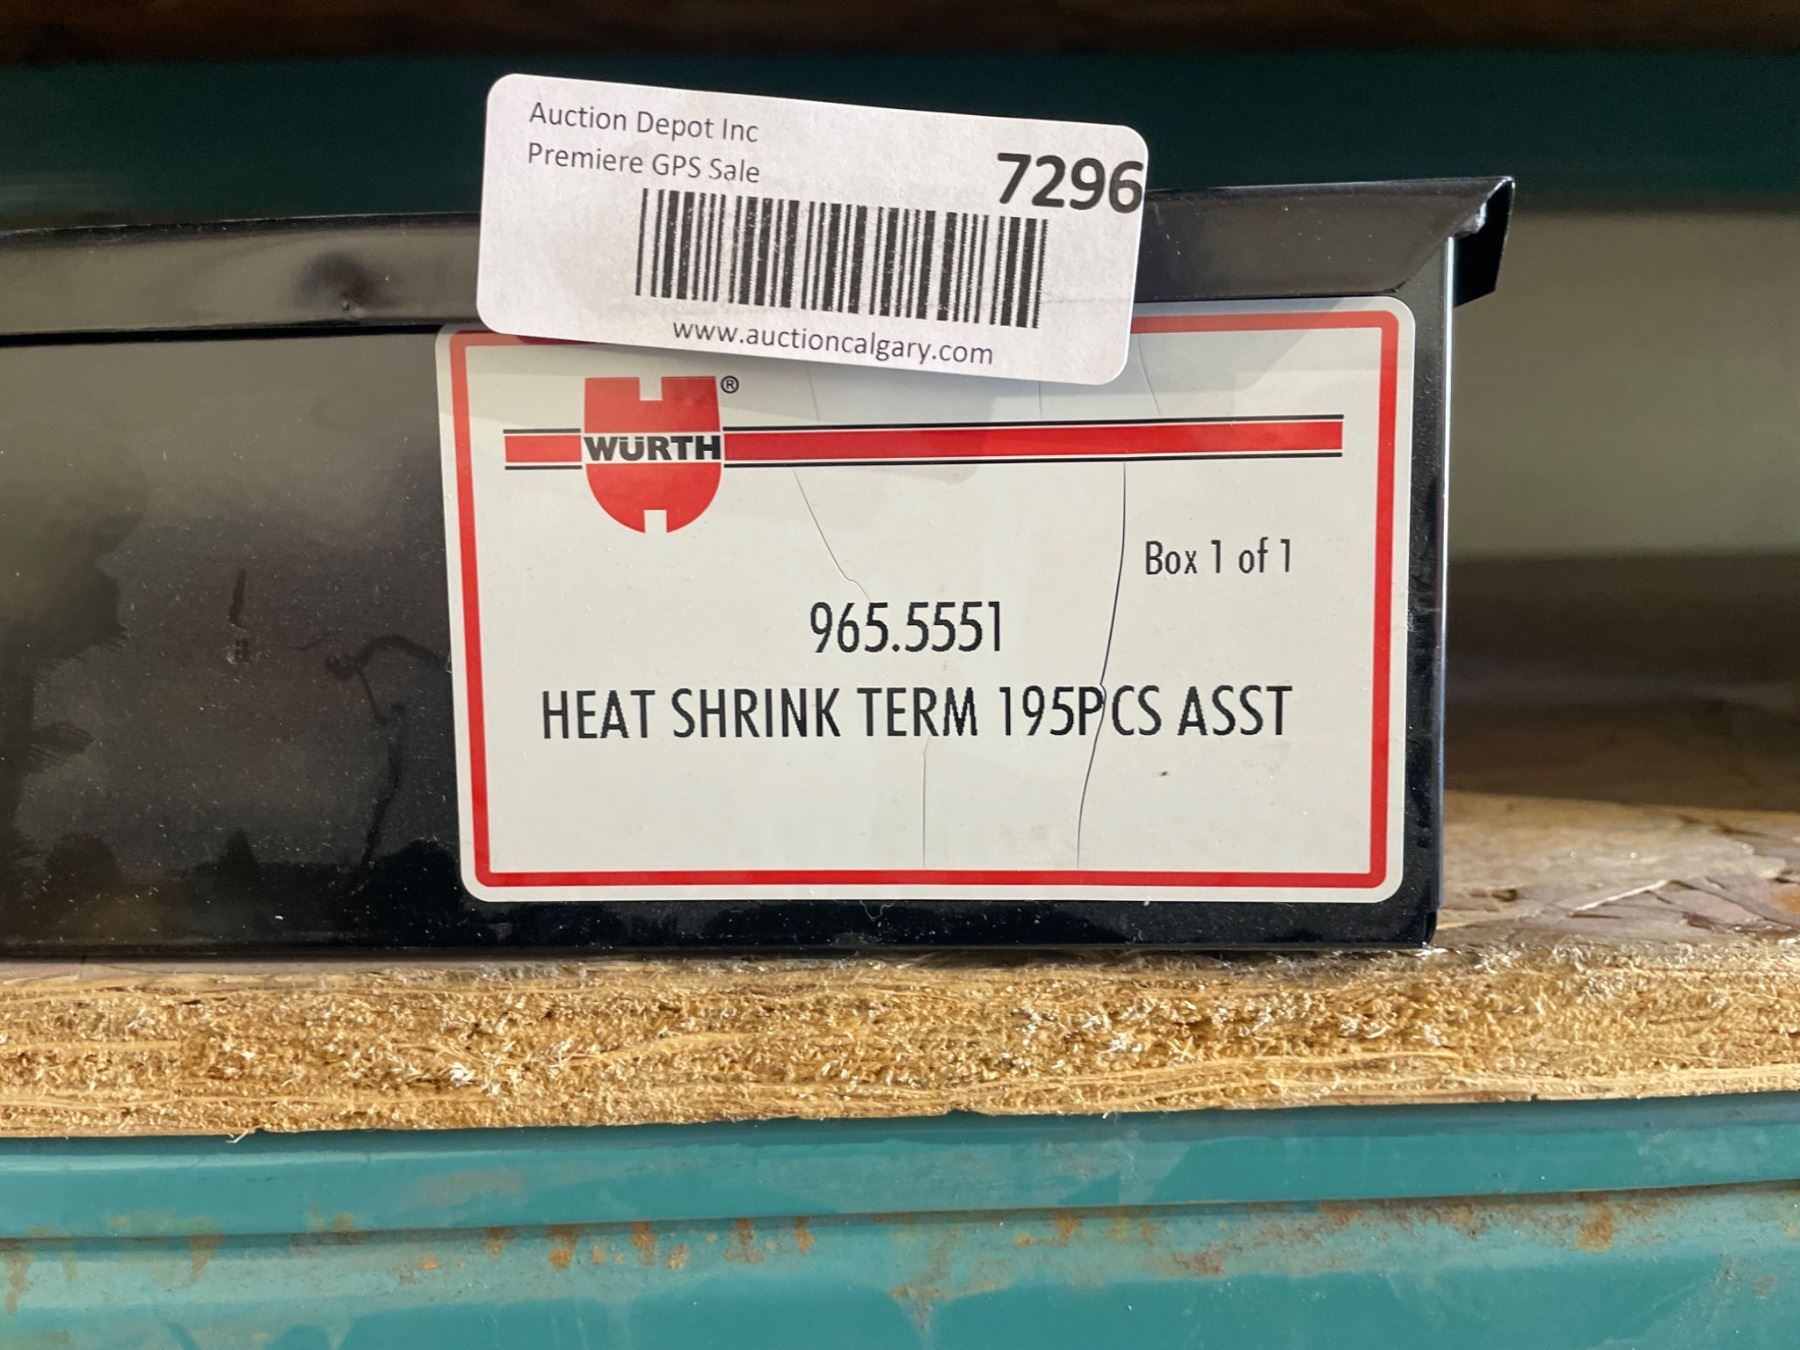 Auction Depot Inc
Premiere GPS Sale
7296
www.auctioncalgary.com
WÜRTH®
Box 1 of 1
965.5551
HEAT SHRINK TERM 195PCS ASST